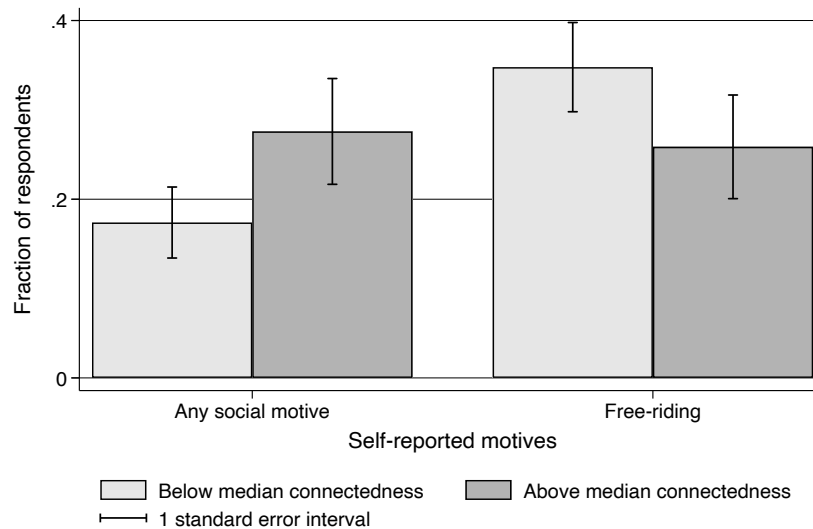 Fraction of respondents
.4
.2
0
Any social motive Free-riding
Self-reported motives
Below median connectedness Above median connectedness
1 standard error interval